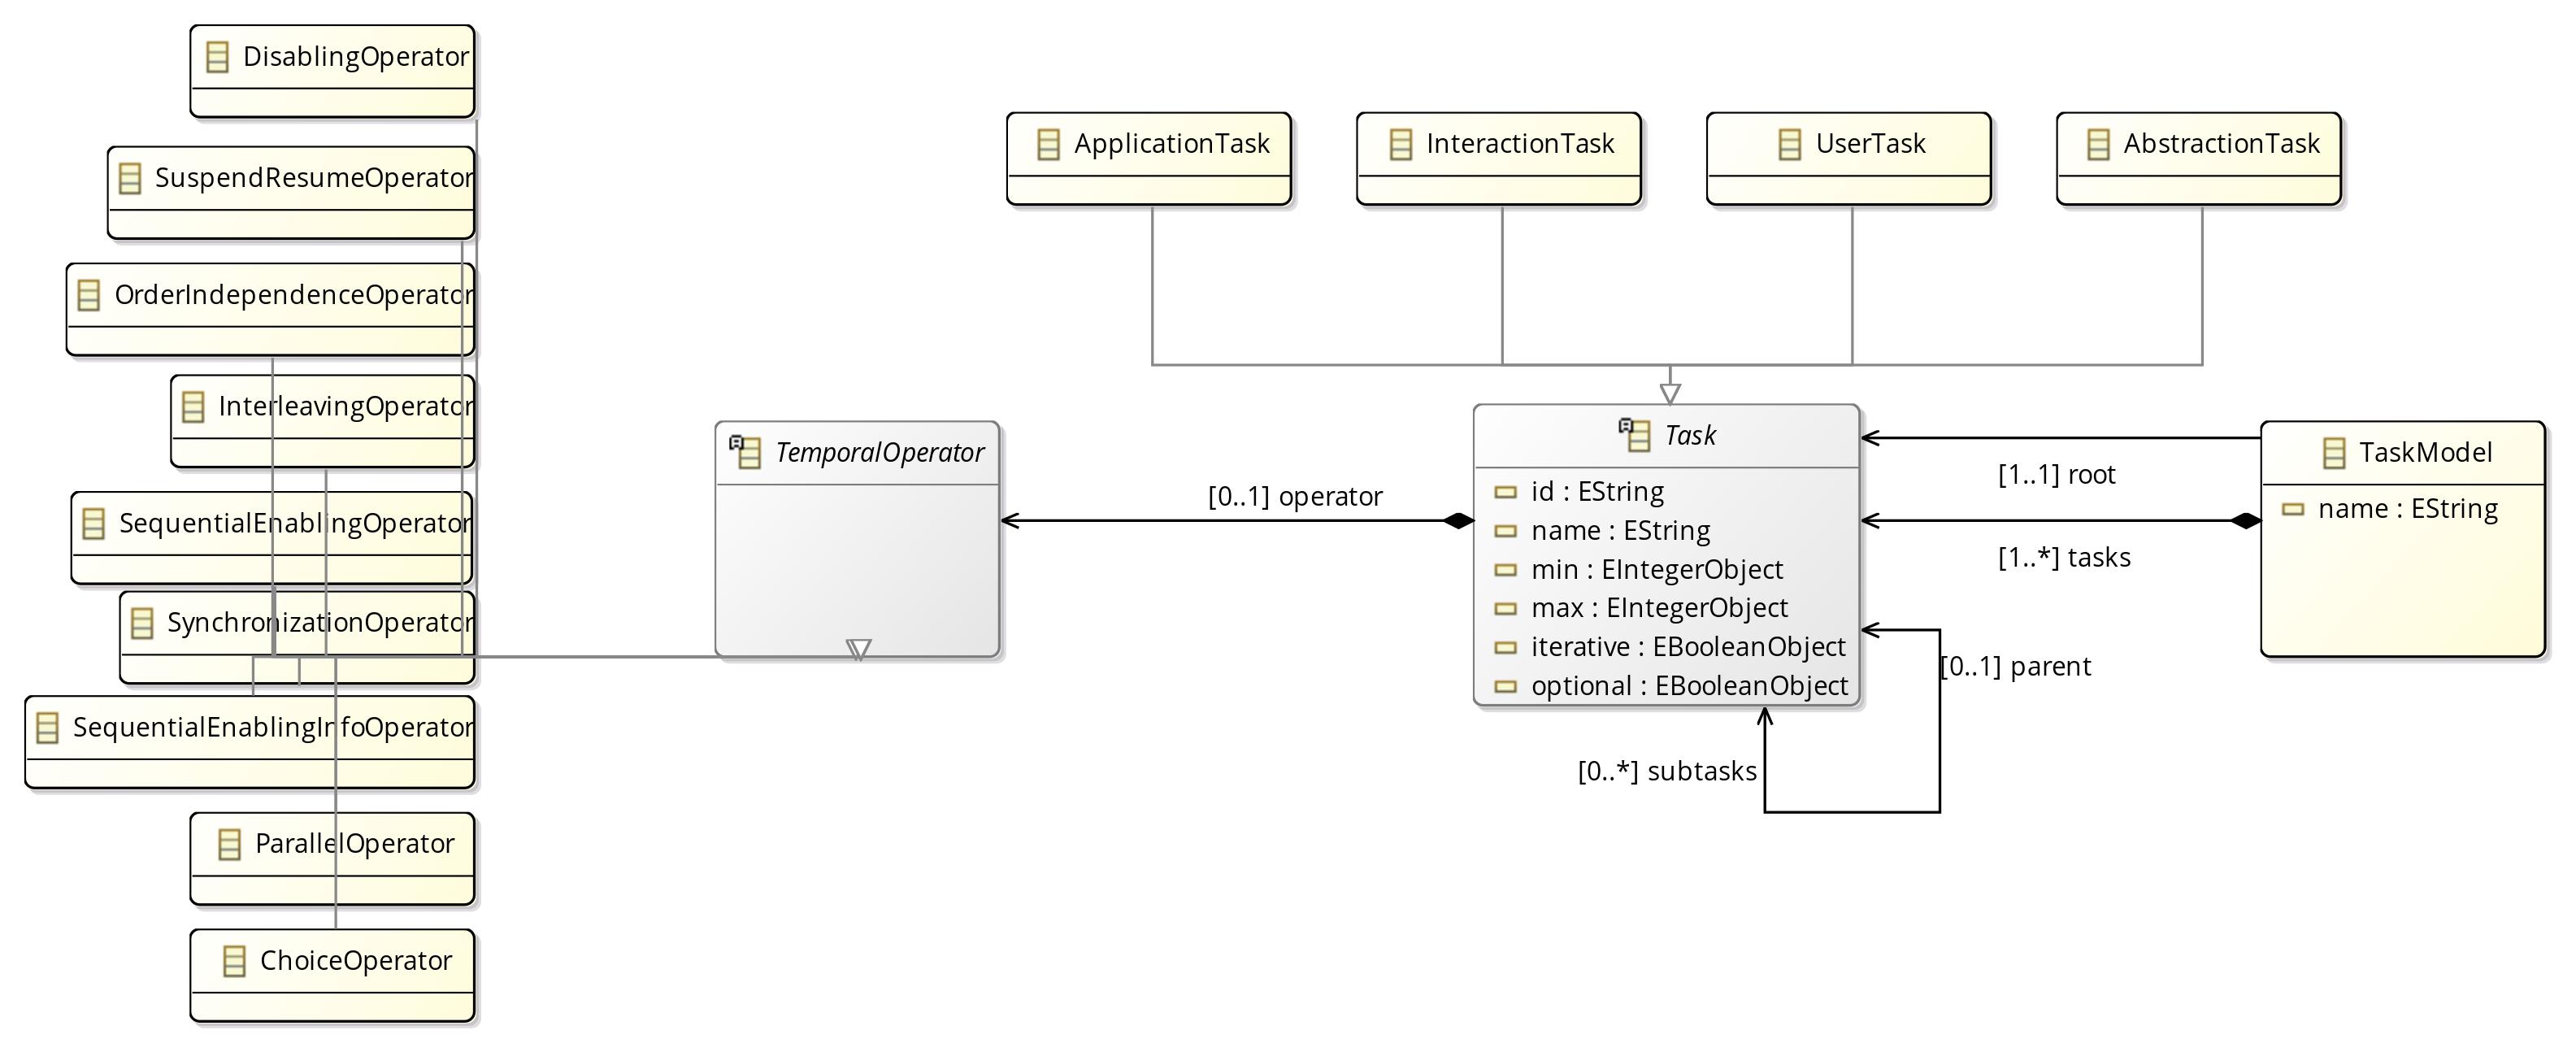 DisablingOperator
SuspendResumeOperator
OrderIndependenceOperator
InterleavingOperator
SequentialEnablingOperator
SynchronizationOperator
SequentialEnablingInfoOperator
ParallelOperator
ChoiceOperator
TemporalOperator
[0..1] operator
ApplicationTask
InteractionTask
UserTask
AbstractionTask
Task
id : EString
name : EString
min : EIntegerObject
max : EIntegerObject
iterative : EBooleanObject
optional : EBooleanObject
[1..1] root
[1..*] tasks
[0..1] parent
[0..*] subtasks
TaskModel
name : EString